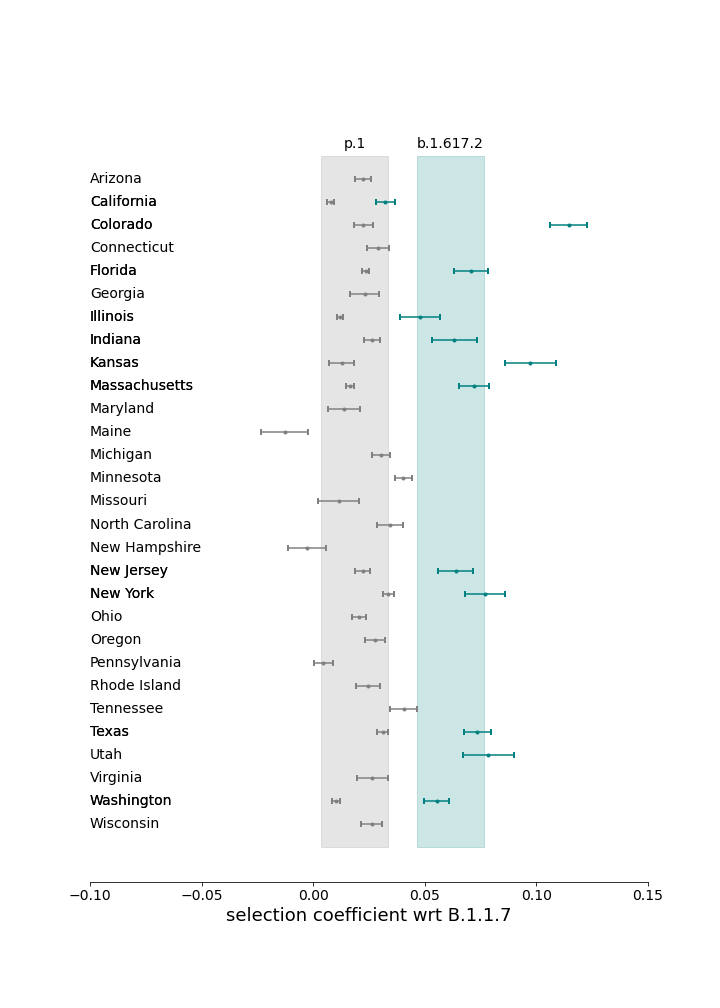 p.1 b.1.617.2
Arizona
California
Colorado
Connecticut
Florida
Georgia
Illinois
Indiana
Kansas
Massachusetts
Maryland
Maine
Michigan
Minnesota
Missouri
North Carolina
New Hampshire
New Jersey
New York
Ohio
Oregon
Pennsylvania
Rhode Island
Tennessee
Texas
Utah
Virginia
Washington
Wisconsin
−0.10 −0.05 0.00 0.05 0.10 0.15
selection coefficient wrt B.1.1.7